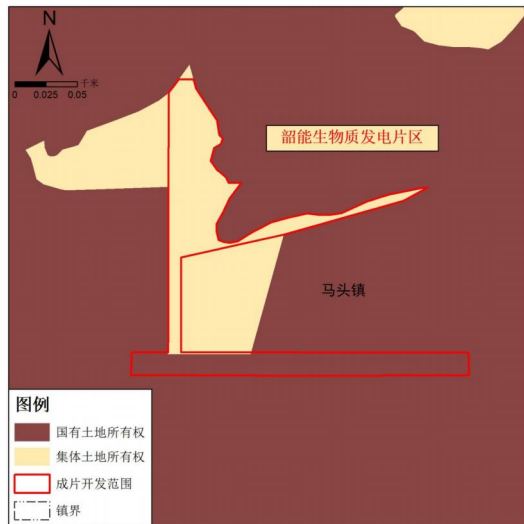 N
千米
0 0.025 0.05
韶能生物质发电片区
马头镇
图例
国有土地所有权
集体土地所有权
成片开发范围
镇界